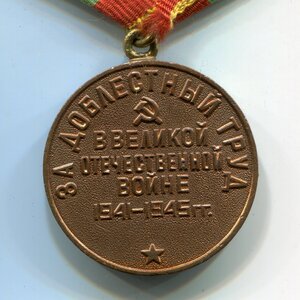 ЗА ДОБЛЕСТНЫЙ ТРУД
В ВЕЛИКОЙ
ОТЕЧЕСТВЕННОЙ
ВОЙНЕ
1941–1945 ГГ.